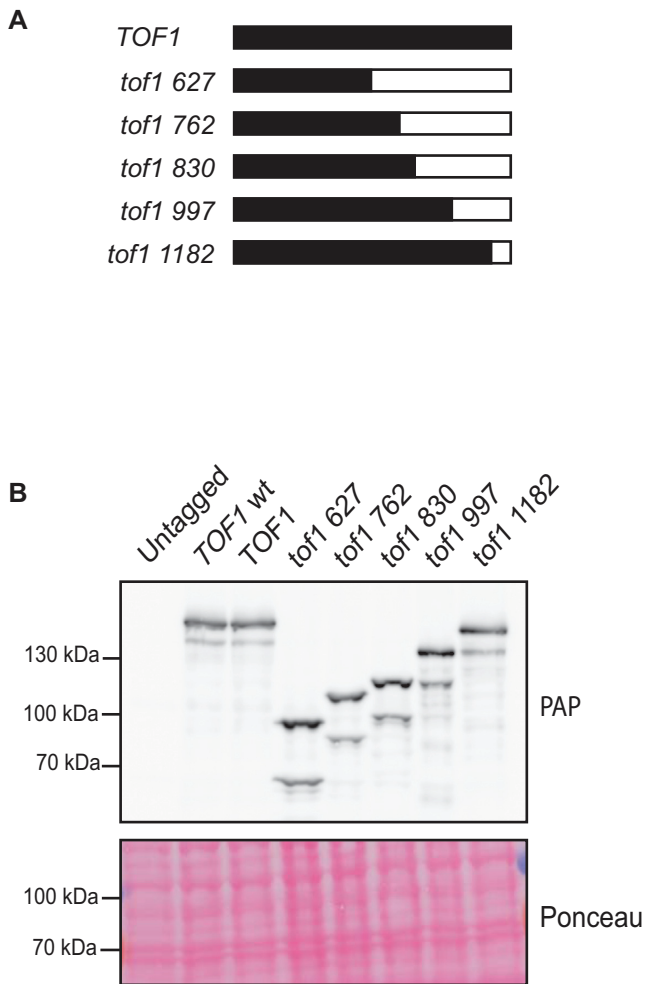 A
TOF1
tof1 627
tof1 762
tof1 830
tof1 997
tof1 1182
B
Untagged
TOF1 wt
TOF1
tof1 627
tof1 762
tof1 830
tof1 997
tof1 1182
130 kDa
100 kDa
70 kDa
PAP
100 kDa
70 kDa
Ponceau